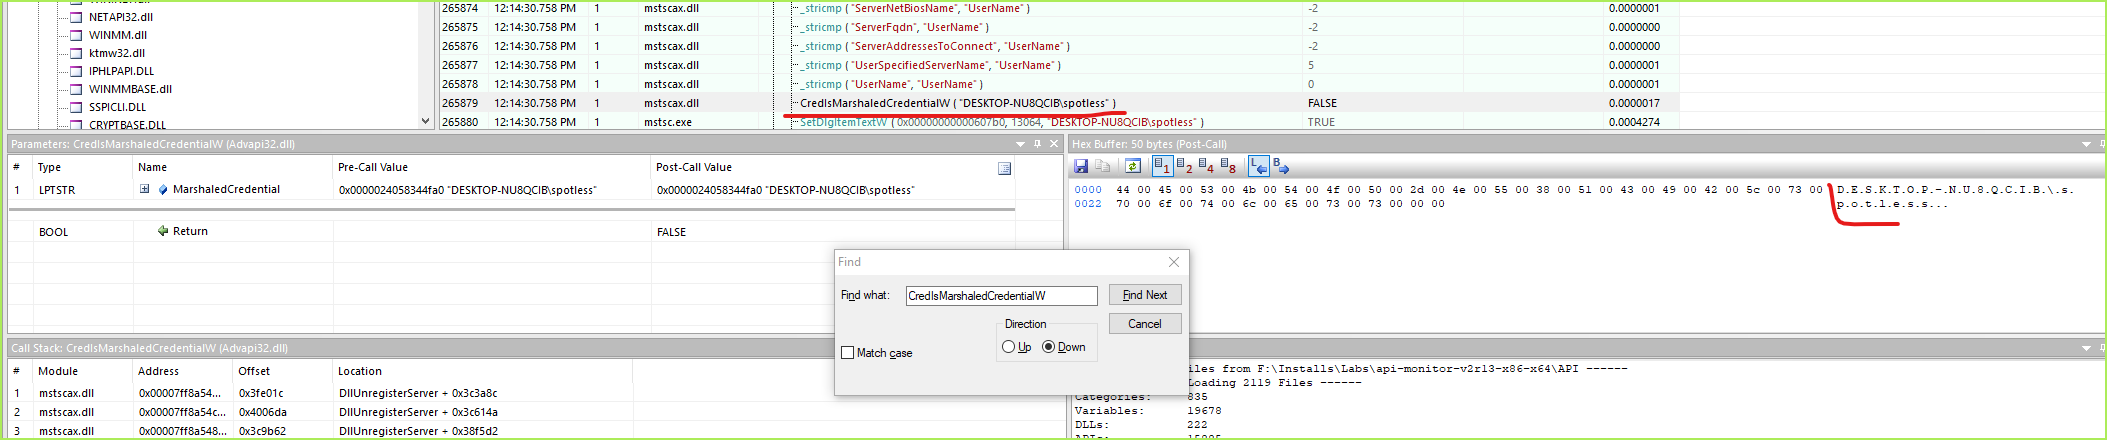 NETAPI32.dll
WINMM.dll
ktmw32.dll
IPHLPAPI.DLL
WINMMBASE.dll
SSPICLI.DLL
CRYPTBASE.DLL
265874 12:14:30.758 PM 1 mstscax.dll _stricmp ( "ServerNetBiosName", "UserName" ) -2 0.0000001
265875 12:14:30.758 PM 1 mstscax.dll _stricmp ( "ServerFqdn", "UserName" ) -2 0.0000000
265876 12:14:30.758 PM 1 mstscax.dll _stricmp ( "ServerAddressesToConnect", "UserName" ) -2 0.0000000
265877 12:14:30.758 PM 1 mstscax.dll _stricmp ( "UserSpecifiedServerName", "UserName" ) 5 0.0000001
265878 12:14:30.758 PM 1 mstscax.dll _stricmp ( "UserName", "UserName" ) 0 0.0000001
265879 12:14:30.758 PM 1 mstscax.dll CredIsMarshaledCredentialW ( "DESKTOP-NU8QCIB\spotless" ) FALSE 0.0000017
265880 12:14:30.758 PM 1 mstsc.exe SetDlgItemTextW ( 0x00000000000607b0, 13064, "DESKTOP-NU8QCIB\spotless" ) TRUE 0.0004274
Parameters: CredIsMarshaledCredentialW (Advapi32.dll)
# Type Name Pre-Call Value Post-Call Value
1 LPTSTR MarshaledCredential 0x0000024058344fa0 "DESKTOP-NU8QCIB\spotless" 0x0000024058344fa0 "DESKTOP-NU8QCIB\spotless"
BOOL Return FALSE
Hex Buffer: 50 bytes (Post-Call)
1 2 4 8 L B
0000 44 00 45 00 53 00 4b 00 54 00 4f 00 50 00 2d 00 4e 00 55 00 38 00 51 00 43 00 49 00 42 00 5c 00 73 00 D.E.S.K.T.O.P.-.N.U.8.Q.C.I.B.\.s.
0022 70 00 6f 00 74 00 6c 00 65 00 73 00 73 00 00 00 p.o.t.l.e.s.s...
Find
Find what: CredIsMarshaledCredentialW Find Next
Direction Cancel
Up Down
Match case
Call Stack: CredIsMarshaledCredentialW (Advapi32.dll)
# Module Address Offset Location
1 mstscax.dll 0x00007ff8a54... 0x3fe01c DllUnregisterServer + 0x3c3a8c
2 mstscax.dll 0x00007ff8a54c... 0x4006da DllUnregisterServer + 0x3c614a
3 mstscax.dll 0x00007ff8a548... 0x3c9b62 DllUnregisterServer + 0x38f5d2
iles from F:\Installs\Labs\api-monitor-v2r13-x86-x64\API ------
Loading 2119 Files ------
Categories: 835
Variables: 19678
DLLs: 222